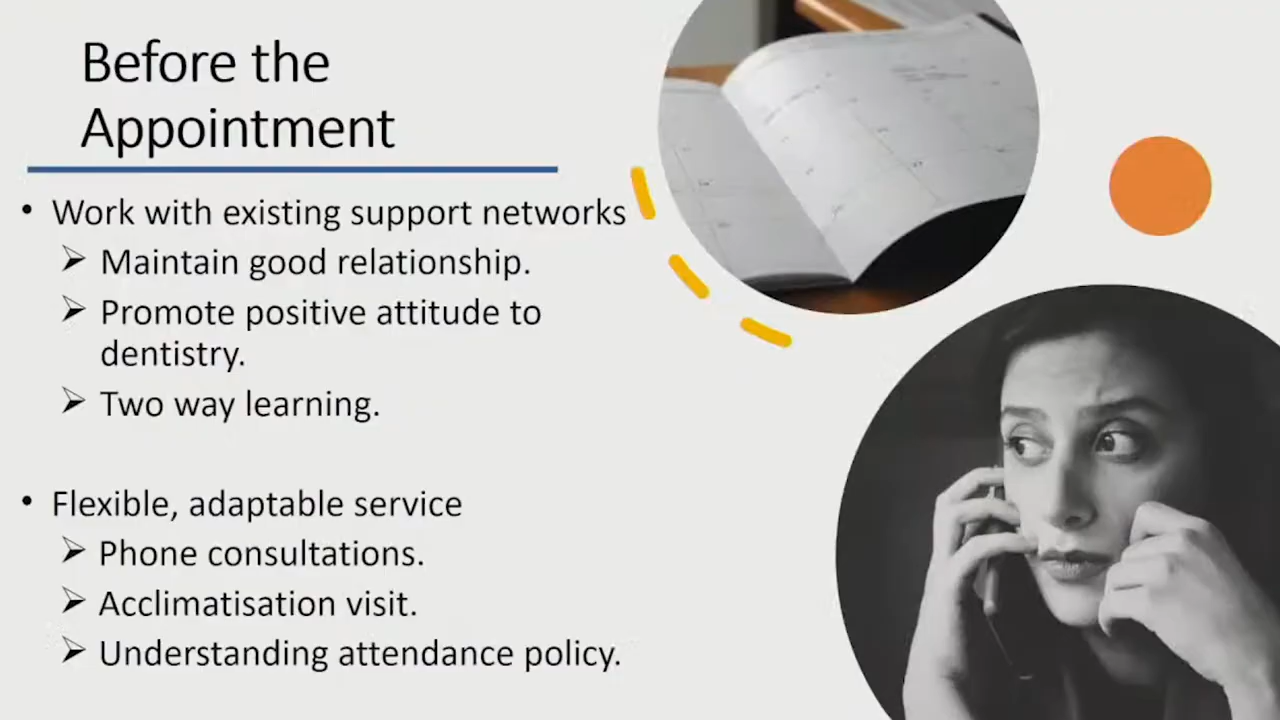 Before the
Appointment
• Work with existing support networks
➢ Maintain good relationship.
➢ Promote positive attitude to
dentistry.
➢ Two way learning.
• Flexible, adaptable service
➢ Phone consultations.
➢ Acclimatisation visit.
➢ Understanding attendance policy.